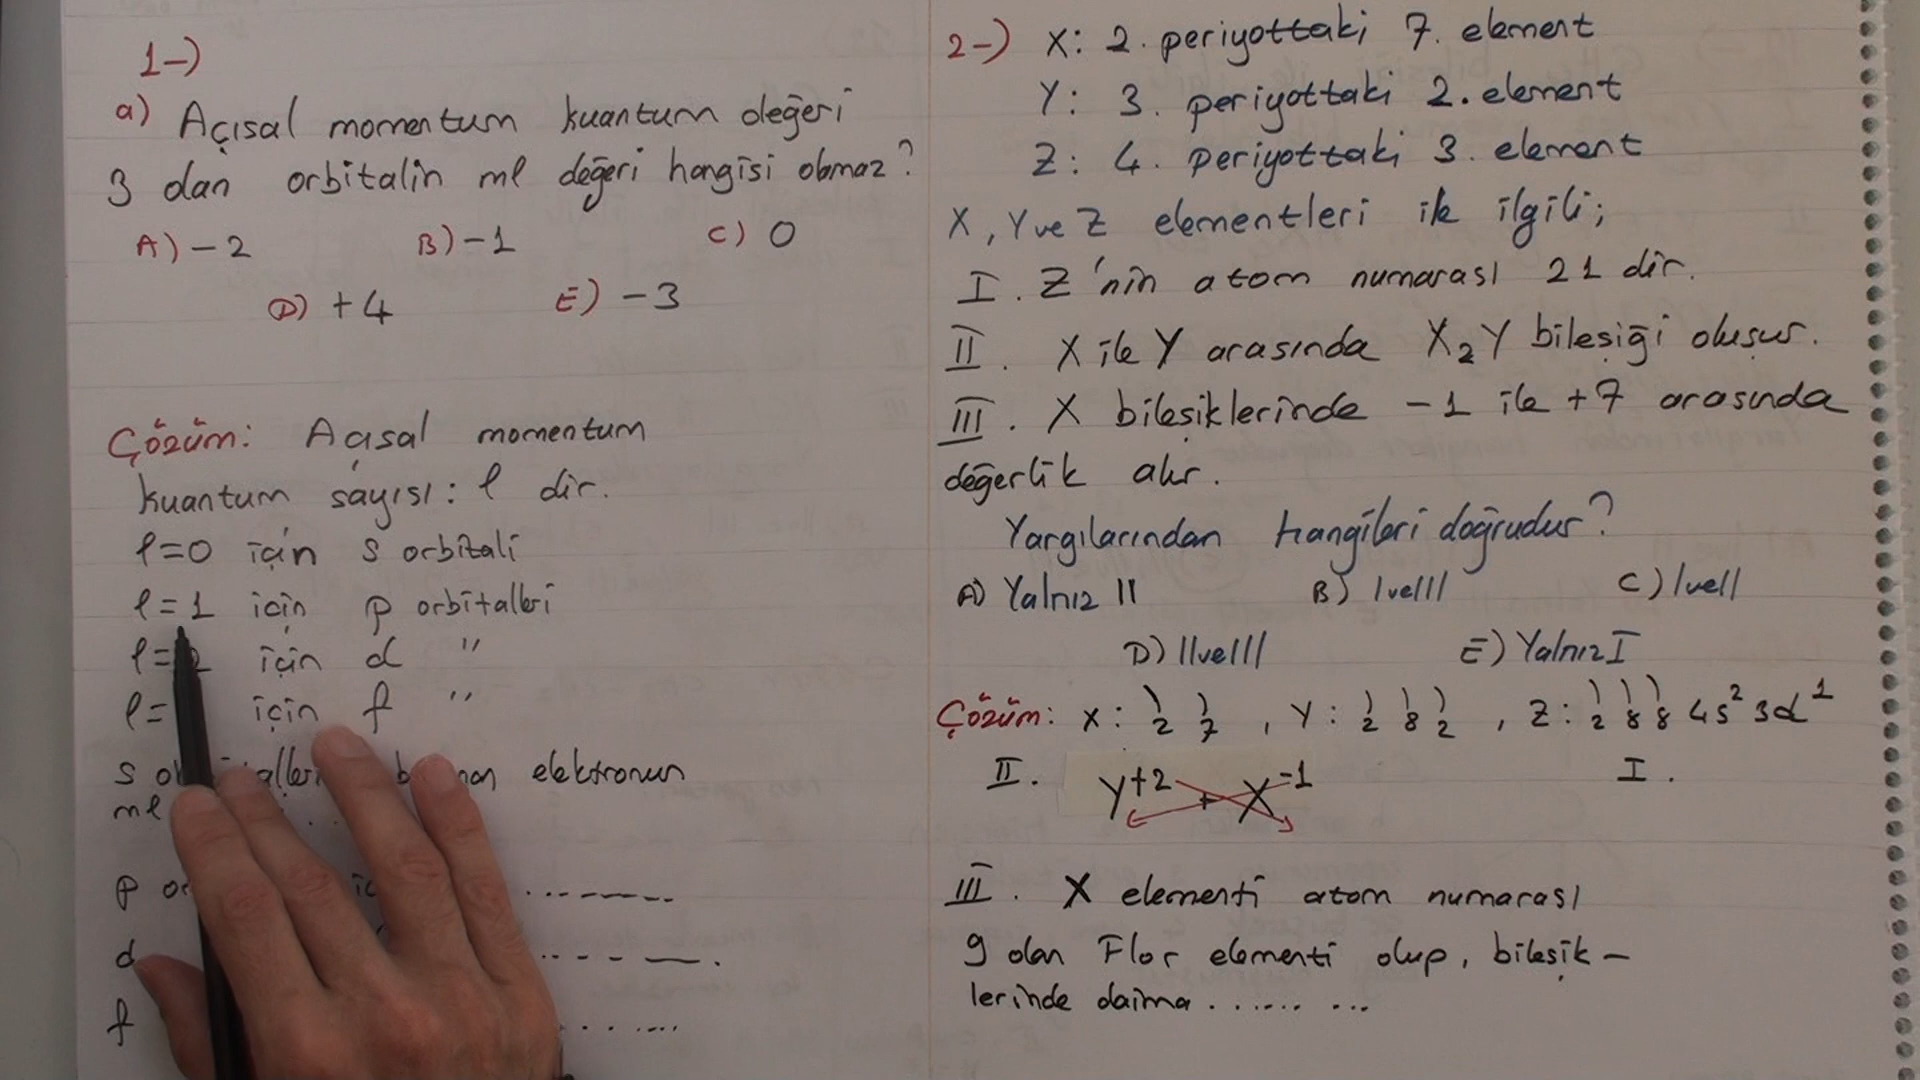 1-)
a) Açısal momentum kuantum değeri
3 olan orbitalin ml değeri hangisi olamaz?
A) -2 B) -1 C) 0
D) +4 E) -3
Çözüm: Açısal momentum
kuantum sayısı: l dir.
l=0 için s orbitali
l=1 için p orbitalleri
l= için d "
l= için f "
s elektronun
ml . .
p -------
d --- — .
f ......
2-) X: 2. periyottaki 7. element
Y: 3. periyottaki 2. element
Z: 4. periyottaki 3. element
X, Y ve Z elementleri ile ilgili;
I. Z'nin atom numarası 21 dir.
II. X ile Y arasında X₂Y bileşiği oluşur.
III. X bileşiklerinde -1 ile +7 arasında
değerlik alır.
Yargılarından hangileri doğrudur?
A) Yalnız II B) I ve III C) I ve II
D) II ve III E) Yalnız I
Çözüm: X: ) 2 ) 7 , Y: ) 2 ) 8 ) 2 , Z: ) 2 ) 8 ) 8 4s² 3d¹
II. Y⁺² + X⁻¹ I.
III. X elementi atom numarası
9 olan Flor elementi olup, bileşik-
lerinde daima ...... ...